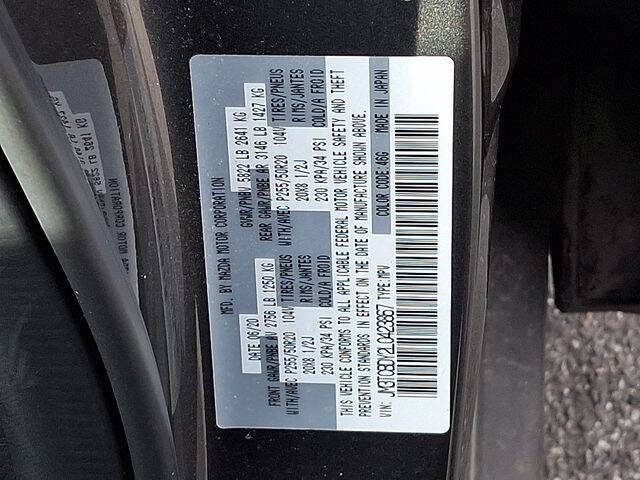 MFD. BY MAZDA MOTOR CORPORATION
DATE 06/20 GVWR/PNBV 5822 LB 2641 KG
FRONT GAWR/PNBE AV 2756 LB 1250 KG REAR GAWR/PNBE AR 3146 LB 1427 KG
WITH/AVEC P255/50R20 104V TIRES/PNEUS WITH/AVEC P255/50R20 104V TIRES/PNEUS
20X8 1/2J RIMS/JANTES 20X8 1/2J RIMS/JANTES
230 KPA/34 PSI COLD/A FROID 230 KPA/34 PSI COLD/A FROID
THIS VEHICLE CONFORMS TO ALL APPLICABLE FEDERAL MOTOR VEHICLE SAFETY AND THEFT
PREVENTION STANDARDS IN EFFECT ON THE DATE OF MANUFACTURE SHOWN ABOVE.
VIN: JM3TCBDY2L0423867 TYPE:MPV COLOR CODE:46G MADE IN JAPAN